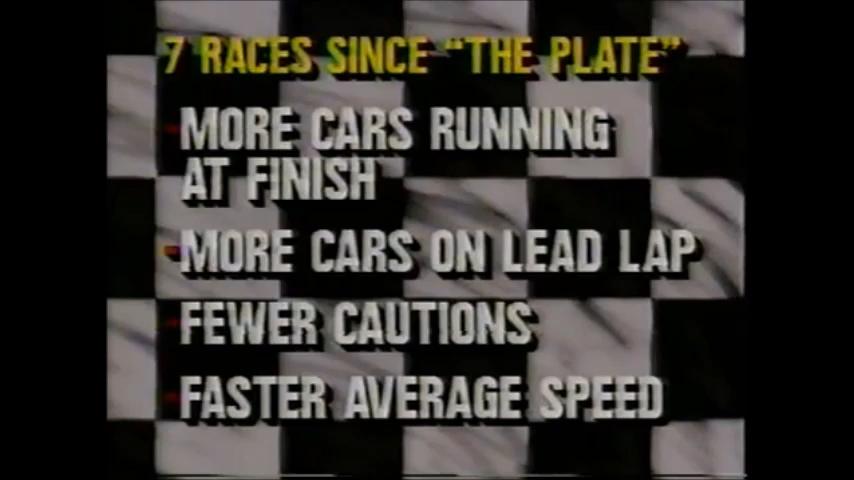 7 RACES SINCE "THE PLATE"
- MORE CARS RUNNING
AT FINISH
- MORE CARS ON LEAD LAP
- FEWER CAUTIONS
- FASTER AVERAGE SPEED